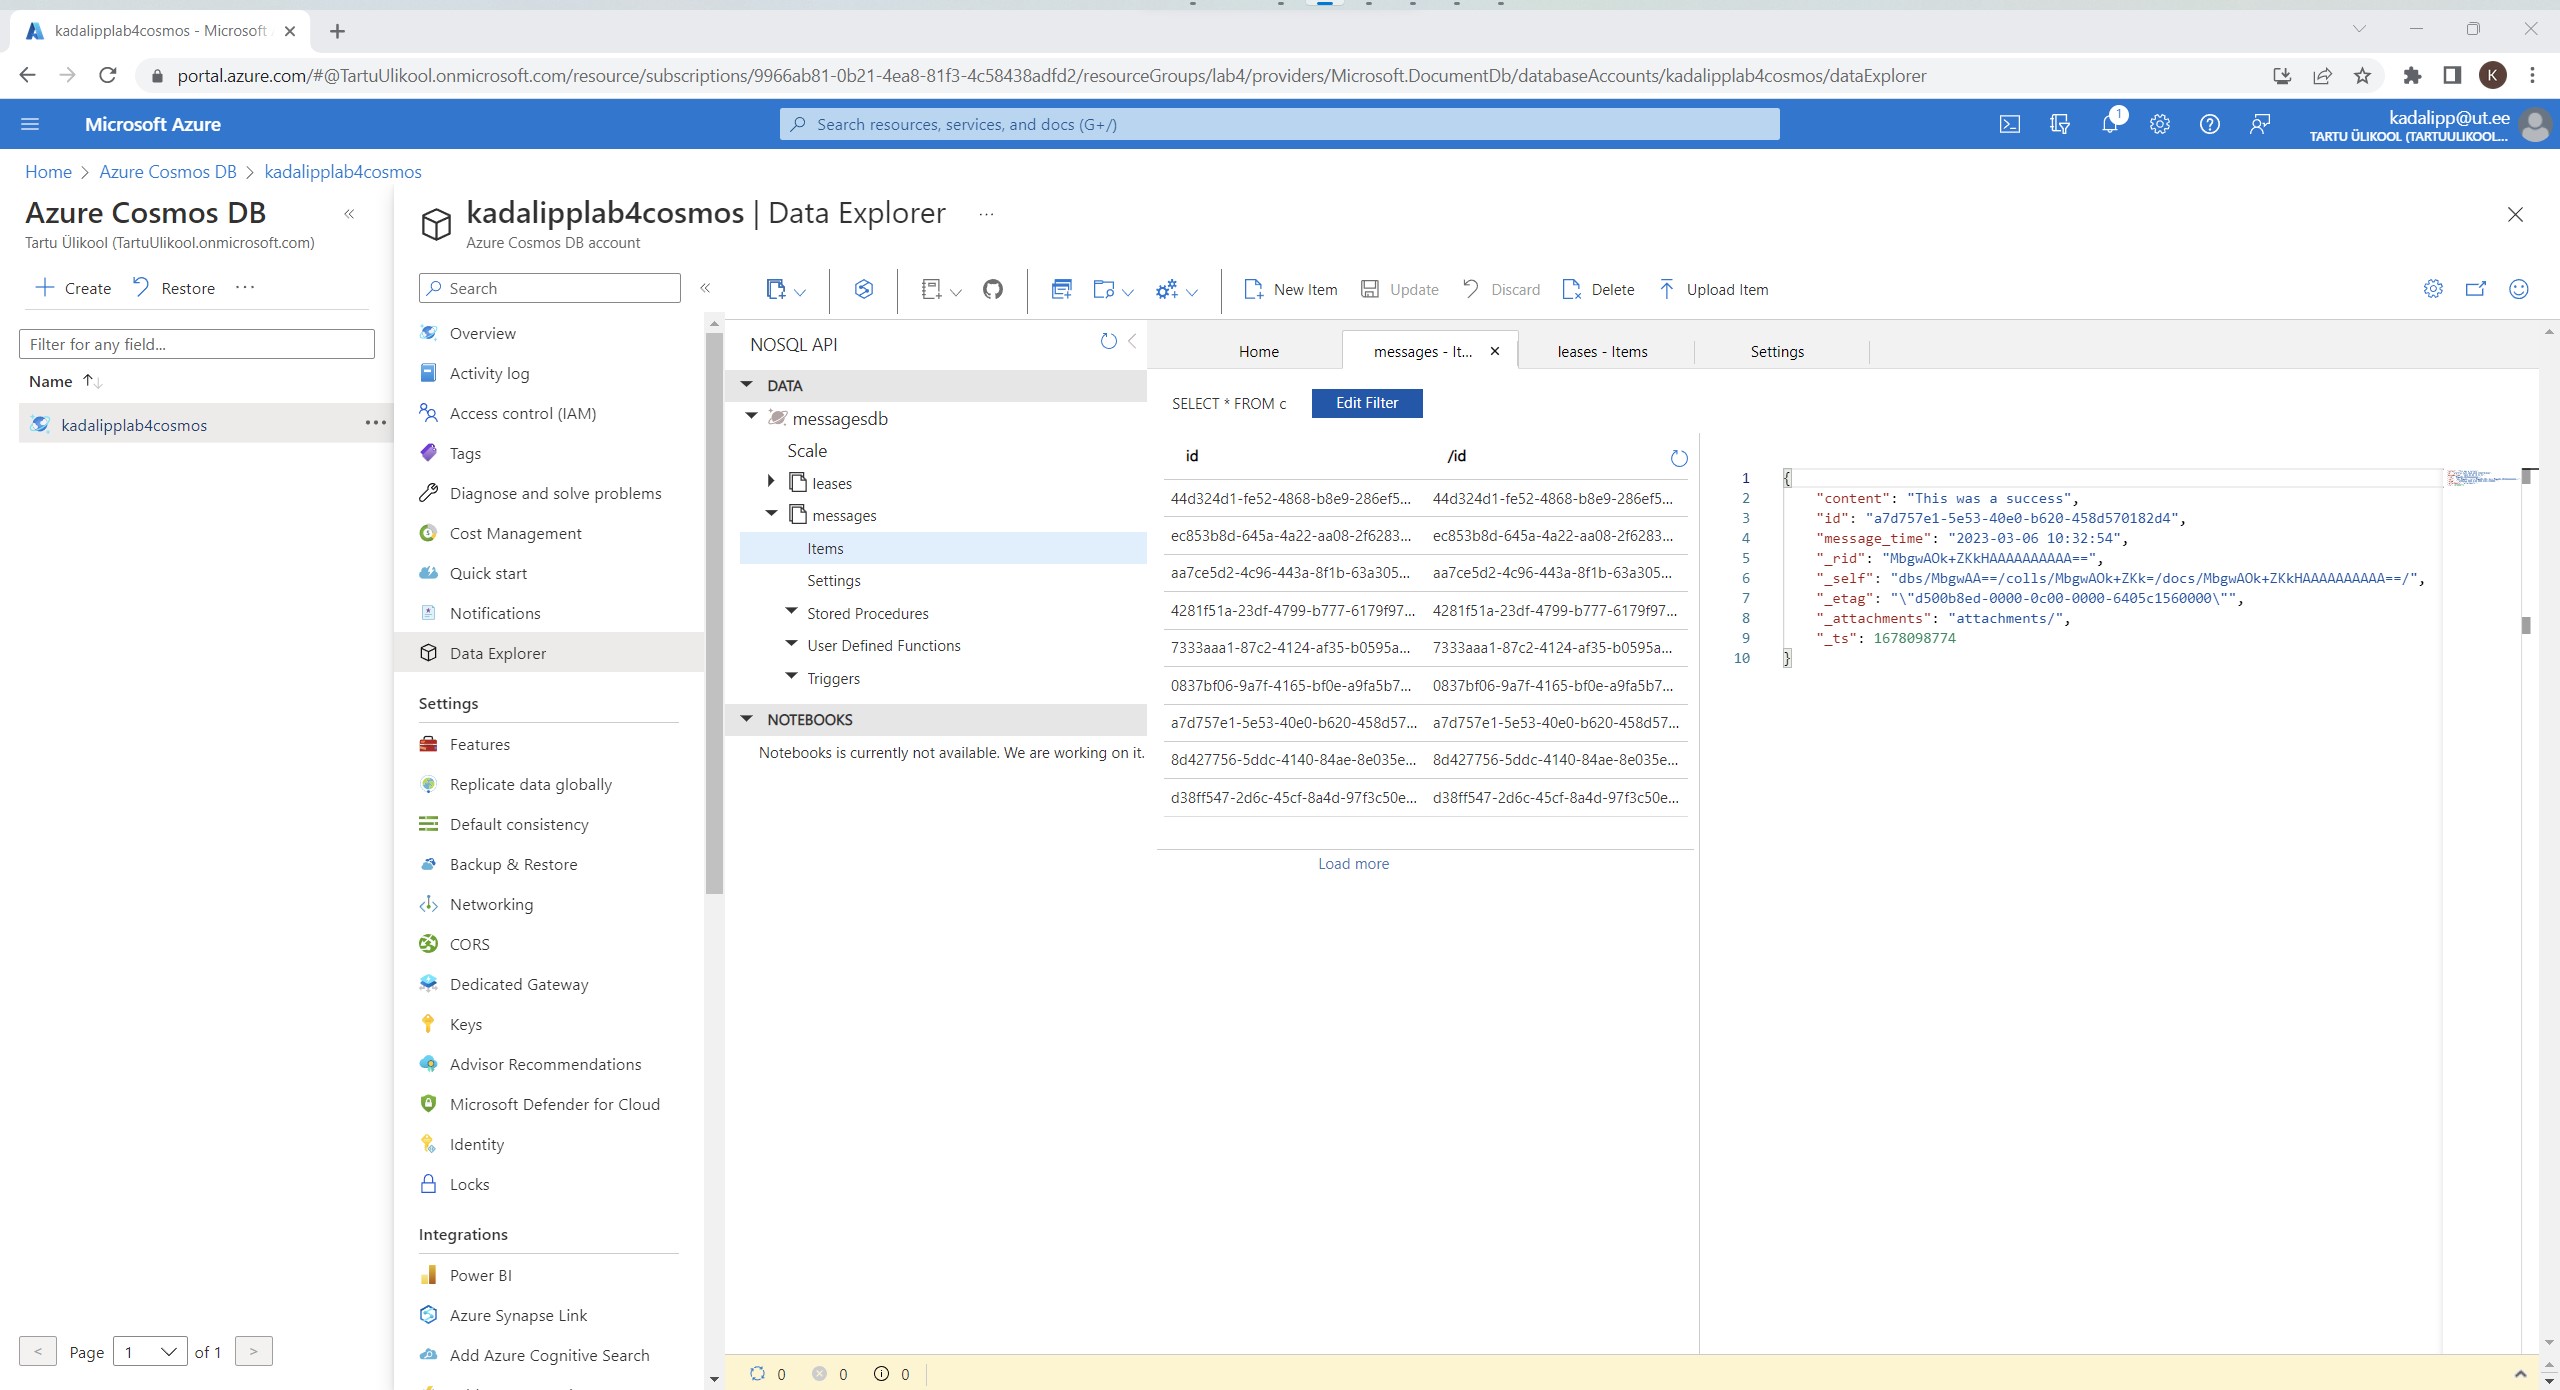 kadalipplab4cosmos - Microsoft
portal.azure.com/#@TartuUlikool.onmicrosoft.com/resource/subscriptions/9966ab81-0b21-4ea8-81f3-4c58438adfd2/resourceGroups/lab4/providers/Microsoft.DocumentDb/databaseAccounts/kadalipplab4cosmos/dataExplorer
K
Microsoft Azure
Search resources, services, and docs (G+/)
1
kadalipp@ut.ee
TARTU ÜLIKOOL (TARTUULIKOOL...
Home > Azure Cosmos DB > kadalipplab4cosmos
Azure Cosmos DB
Tartu Ülikool (TartuUlikool.onmicrosoft.com)
Create
Restore
Filter for any field...
Name
kadalipplab4cosmos
Page 1 of 1
kadalipplab4cosmos | Data Explorer
Azure Cosmos DB account
Search
Overview
Activity log
Access control (IAM)
Tags
Diagnose and solve problems
Cost Management
Quick start
Notifications
Data Explorer
Settings
Features
Replicate data globally
Default consistency
Backup & Restore
Networking
CORS
Dedicated Gateway
Keys
Advisor Recommendations
Microsoft Defender for Cloud
Identity
Locks
Integrations
Power BI
Azure Synapse Link
Add Azure Cognitive Search
New Item
Update
Discard
Delete
Upload Item
NOSQL API
DATA
messagesdb
Scale
leases
messages
Items
Settings
Stored Procedures
User Defined Functions
Triggers
NOTEBOOKS
Notebooks is currently not available. We are working on it.
Home
messages - It...
leases - Items
Settings
SELECT * FROM c
Edit Filter
id /id
44d324d1-fe52-4868-b8e9-286ef5... 44d324d1-fe52-4868-b8e9-286ef5...
ec853b8d-645a-4a22-aa08-2f6283... ec853b8d-645a-4a22-aa08-2f6283...
aa7ce5d2-4c96-443a-8f1b-63a305... aa7ce5d2-4c96-443a-8f1b-63a305...
4281f51a-23df-4799-b777-6179f97... 4281f51a-23df-4799-b777-6179f97...
7333aaa1-87c2-4124-af35-b0595a... 7333aaa1-87c2-4124-af35-b0595a...
0837bf06-9a7f-4165-bf0e-a9fa5b7... 0837bf06-9a7f-4165-bf0e-a9fa5b7...
a7d757e1-5e53-40e0-b620-458d57... a7d757e1-5e53-40e0-b620-458d57...
8d427756-5ddc-4140-84ae-8e035e... 8d427756-5ddc-4140-84ae-8e035e...
d38ff547-2d6c-45cf-8a4d-97f3c50e... d38ff547-2d6c-45cf-8a4d-97f3c50e...
Load more
1 {
2 "content": "This was a success",
3 "id": "a7d757e1-5e53-40e0-b620-458d570182d4",
4 "message_time": "2023-03-06 10:32:54",
5 "_rid": "MbgwAOk+ZKkHAAAAAAAAAA==",
6 "_self": "dbs/MbgwAA==/colls/MbgwAOk+ZKk=/docs/MbgwAOk+ZKkHAAAAAAAAAA==/",
7 "_etag": "\"d500b8ed-0000-0c00-0000-6405c1560000\"",
8 "_attachments": "attachments/",
9 "_ts": 1678098774
10 }
0 0 0